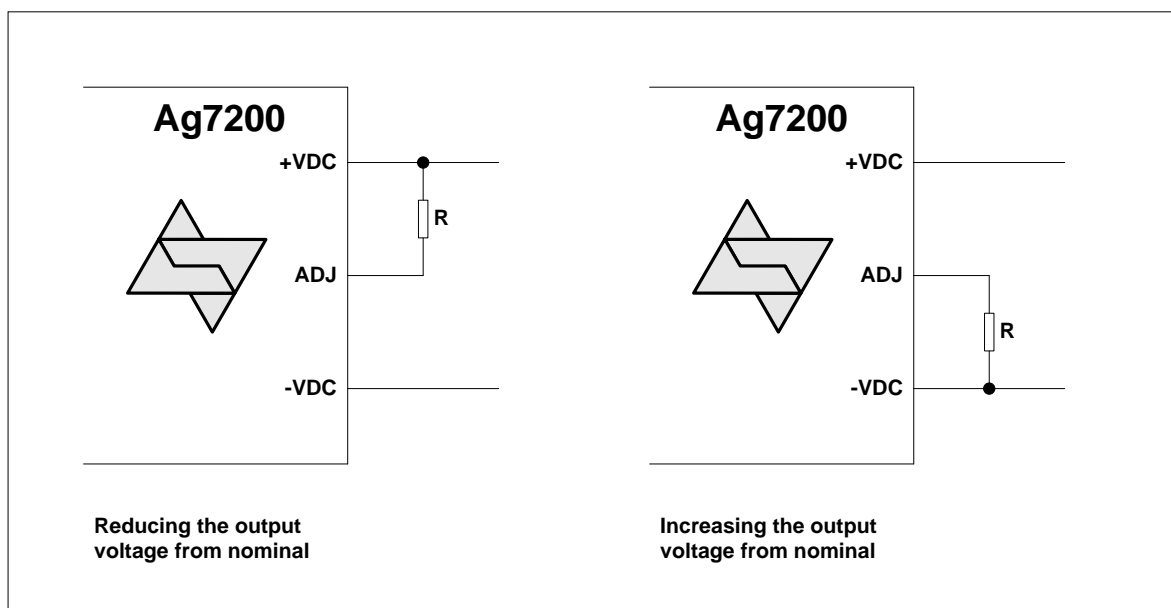 Ag7200
+VDC
R
ADJ
-VDC
Reducing the output
voltage from nominal
Ag7200
+VDC
ADJ
R
-VDC
Increasing the output
voltage from nominal